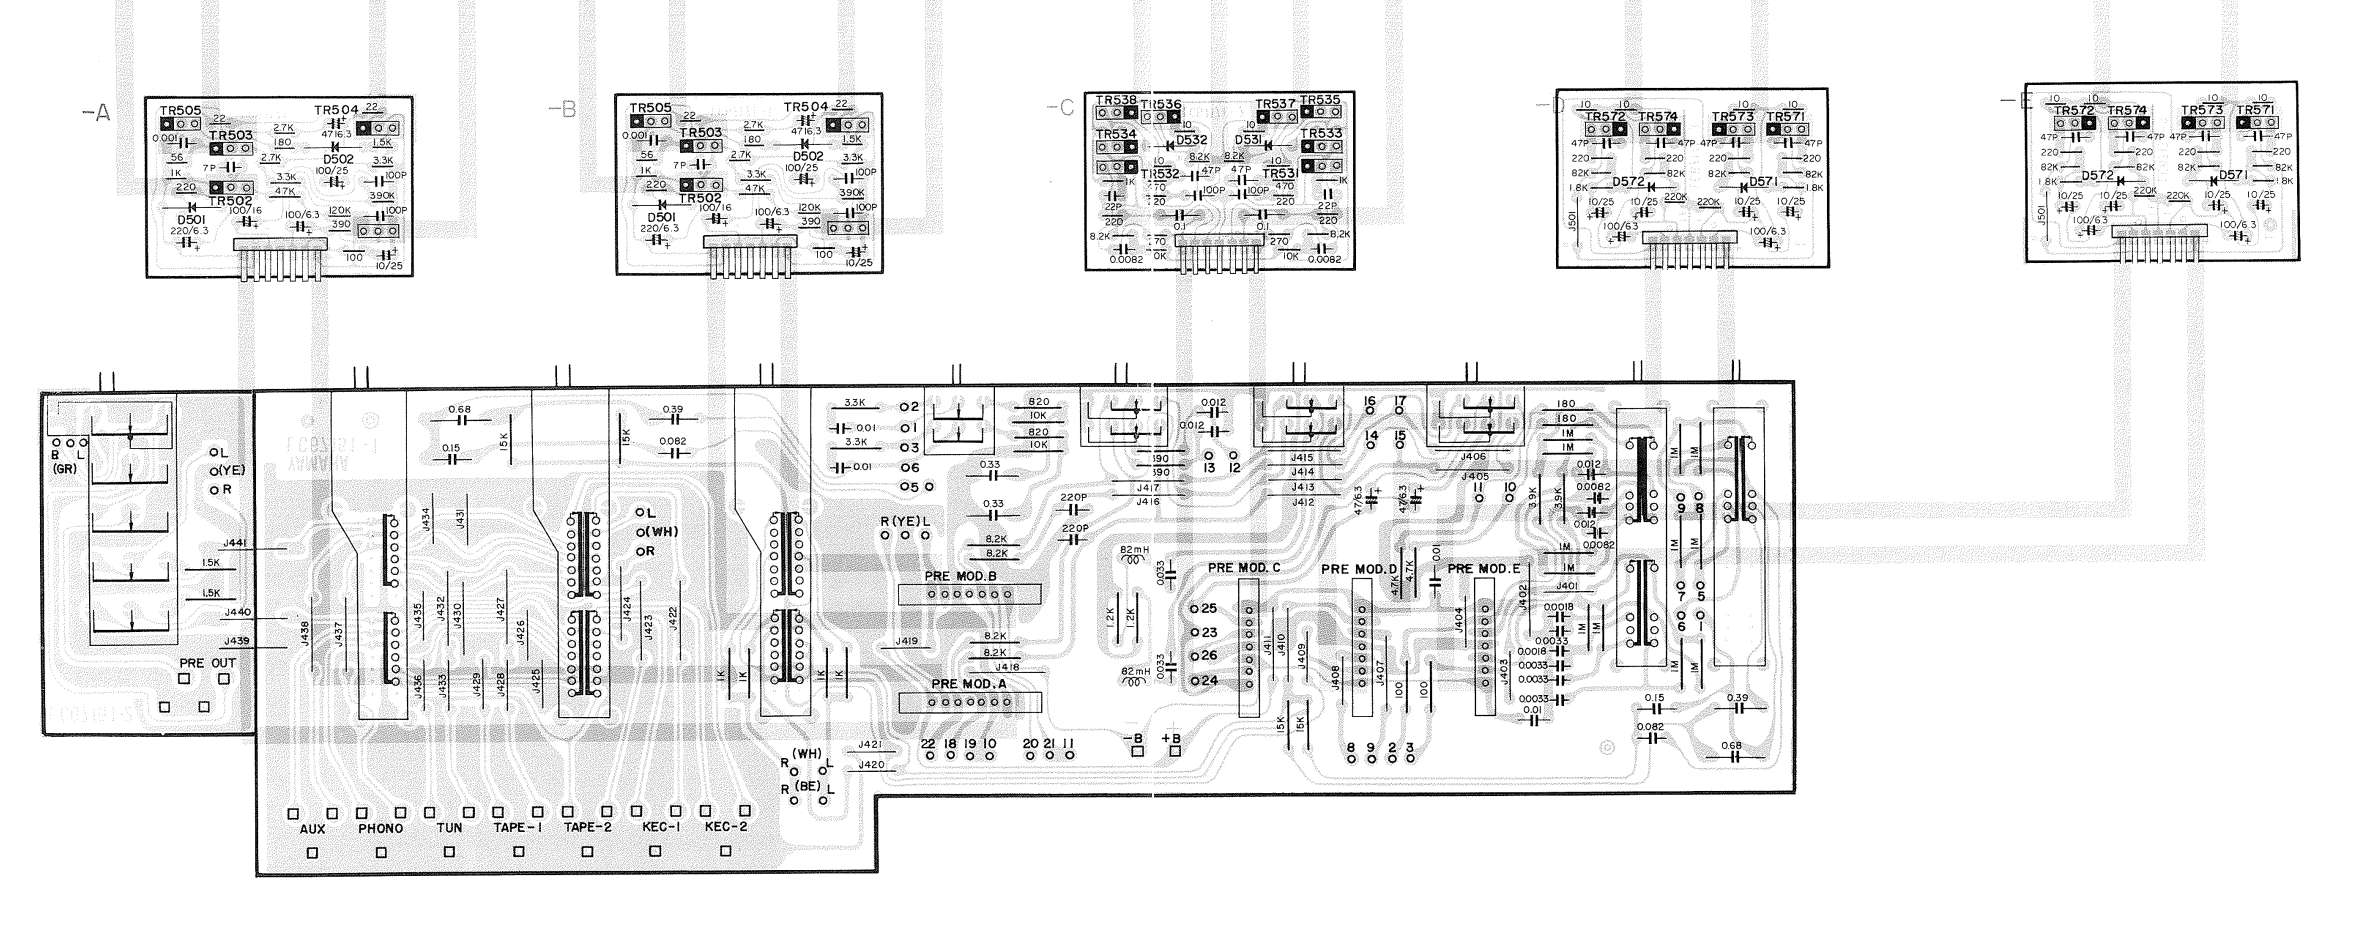 -A
TR505
TR504
22
22
0.001
TR503
2.7K
47/6.3
180
D502
1.5K
56
7P
2.7K
100/25
3.3K
1K
3.3K
100P
220
47K
390K
TR502
D501
100/16
100/6.3
120K
100P
390
220/6.3
100
10/25
-B
TR505
TR504
22
22
0.001
TR503
2.7K
47/6.3
180
D502
1.5K
56
7P
2.7K
100/25
3.3K
1K
3.3K
100P
220
47K
390K
TR502
D501
100/16
100/6.3
120K
100P
390
220/6.3
100
10/25
-C
TR538
TR536
TR537
TR535
10
10
TR534
D532
D531
TR533
8.2K
8.2K
10
10
47P
47P
1K
TR532
TR531
1K
470
100P
100P
470
22P
220
220
22P
220
220
0.1
0.1
8.2K
270
270
8.2K
0.0082
10K
10K
0.0082
-D
10
10
10
10
TR572
TR574
TR573
TR571
47P
47P
47P
47P
220
220
220
220
82K
82K
82K
82K
1.8K
D572
D571
1.8K
220K
220K
10/25
10/25
10/25
10/25
J501
100/6.3
100/6.3
-E
10
10
10
10
TR572
TR574
TR573
TR571
47P
47P
47P
47P
220
220
220
220
82K
82K
82K
82K
1.8K
D572
D571
1.8K
220K
220K
10/25
10/25
10/25
10/25
J501
100/6.3
100/6.3
B L
(GR)
L
(YE)
R
J441
1.5K
1.5K
J440
J439
PRE OUT
LC67151-1
YAMAHA
0.68
0.15
15K
15K
0.39
0.082
J434
J431
L
(WH)
R
J438
J437
J435
J432
J430
J427
J426
J424
J423
J422
J436
J433
J429
J428
J425
1K
1K
1K
1K
3.3K
0.01
3.3K
0.01
2
1
3
6
5
R (YE) L
820
10K
820
10K
0.33
0.33
220P
220P
8.2K
8.2K
PRE MOD.B
J419
8.2K
8.2K
J418
PRE MOD.A
22 18 19 10
20 21 11
J421
J420
(WH)
R
L
R (BE) L
AUX
PHONO
TUN
TAPE-1
TAPE-2
KEC-1
KEC-2
0.012
0.012
390
390
J417
J416
13
12
82mH
0.033
1.2K
1.2K
82mH
0.033
-B
+B
25
23
26
24
PRE MOD.C
J415
J414
J413
J412
J411
J410
J409
15K
15K
16
17
14
15
47/6.3
47/6.3
4.7K
4.7K
0.01
PRE MOD.D
J408
J407
100
100
8 9 2 3
J406
J405
11
10
PRE MOD.E
J404
J403
J402
180
180
1M
1M
0.012
0.0082
0.012
0.0082
3.9K
3.9K
1M
1M
J401
0.0018
0.0033
0.0018
0.0033
0.0033
0.0033
0.01
1M
1M
1M
1M
9 8
1M
1M
7 5
6 1
1M
1M
0.15
0.082
0.39
0.68